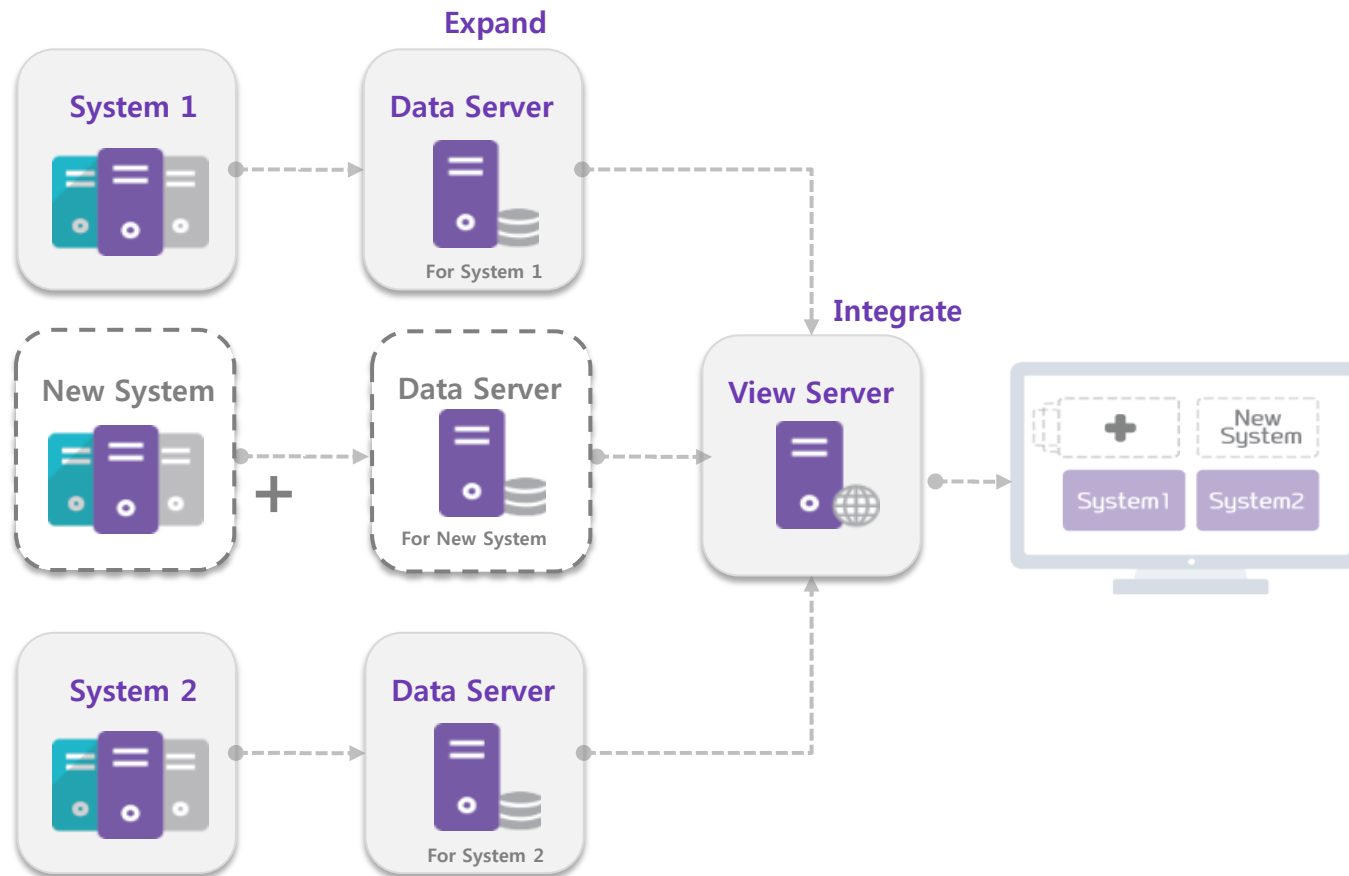 Expand
System 1
Data Server
For System 1
Integrate
New System
Data Server
For New System
View Server
New
System
System1
System2
System 2
Data Server
For System 2